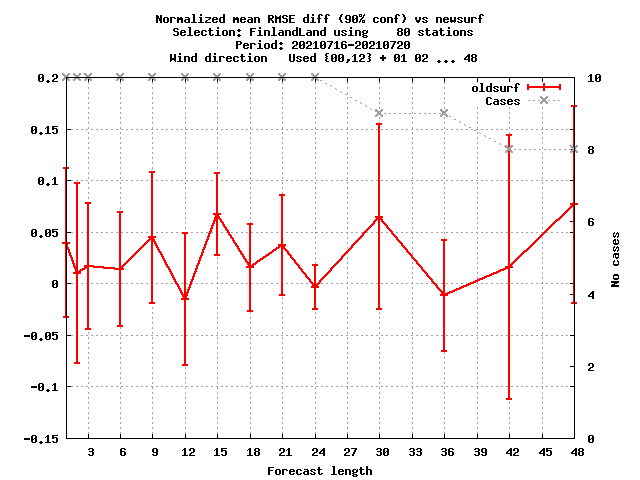 Normalized mean RMSE diff (90% conf) vs newsurf
Selection: FinlandLand using    80 stations
Period: 20210716-20210720
Wind direction   Used {00,12} + 01 02 ... 48
oldsurf
Cases
0.2
0.15
0.1
0.05
0
-0.05
-0.1
-0.15
10
8
6
4
2
0
No cases
3 6 9 12 15 18 21 24 27 30 33 36 39 42 45 48
Forecast length